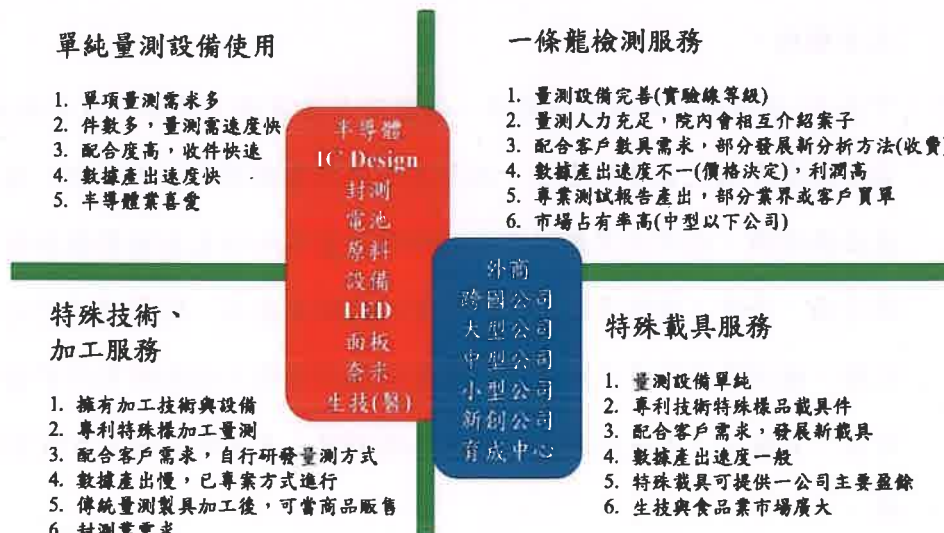 單純量測設備使用
1. 單項量測需求多
2. 件數多，量測需速度快
3. 配合度高，收件快速
4. 數據產出速度快
5. 半導體業喜愛
一條龍檢測服務
1. 量測設備完善(實驗線等級)
2. 量測人力充足，院內會相互介紹案子
3. 配合客戶數具需求，部分發展新分析方法(收費)
4. 數據產出速度不一(價格決定)，利潤高
5. 專業測試報告產出，部分業界或客戶買單
6. 市場占有率高(中型以下公司)
半導體
IC Design
封測
電池
原料
設備
LED
面板
奈米
生技(醫)
外商
跨國公司
大型公司
中型公司
小型公司
新創公司
育成中心
特殊技術、
加工服務
1. 擁有加工技術與設備
2. 專利特殊樣加工量測
3. 配合客戶需求，自行研發量測方式
4. 數據產出慢，已專案方式進行
5. 傳統量測製具加工後，可當商品販售
6. 封測業需求
特殊載具服務
1. 量測設備單純
2. 專利技術特殊樣品載具件
3. 配合客戶需求，發展新載具
4. 數據產出速度一般
5. 特殊載具可提供一公司主要盈餘
6. 生技與食品業市場廣大